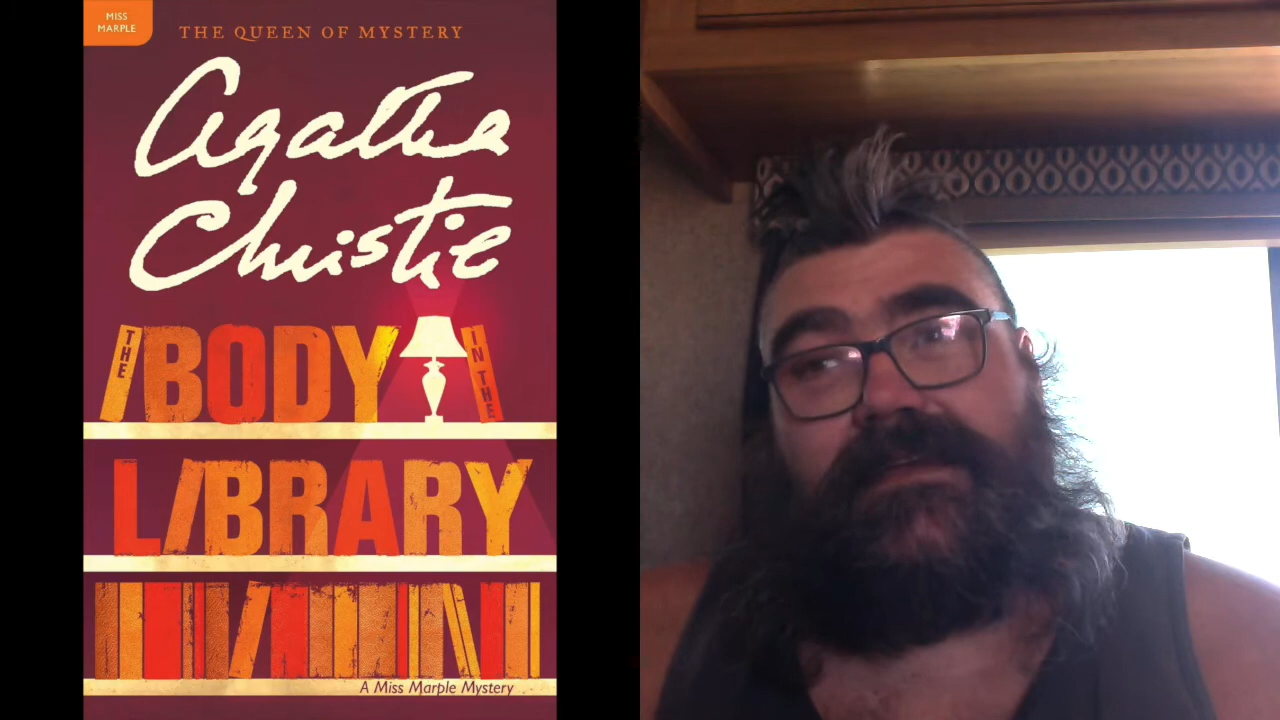 MISS
MARPLE
THE QUEEN OF MYSTERY
Agatha
Christie
THE BODY IN THE
LIBRARY
A Miss Marple Mystery